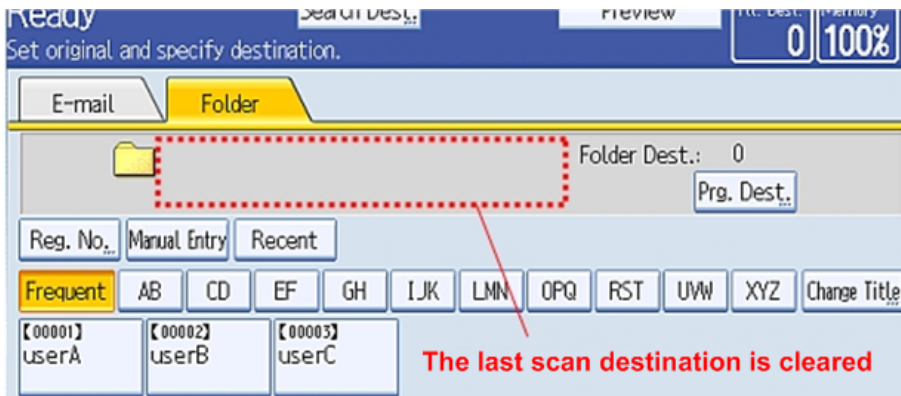 Ready
Search Dest.
Preview
Memory
Set original and specify destination.
0
100%
E-mail
Folder
Folder Dest.: 0
Prg. Dest.
Reg. No.
Manual Entry
Recent
Frequent
AB
CD
EF
GH
IJK
LMN
OPQ
RST
UVW
XYZ
Change Title
【00001】
userA
【00002】
userB
【00003】
userC
The last scan destination is cleared